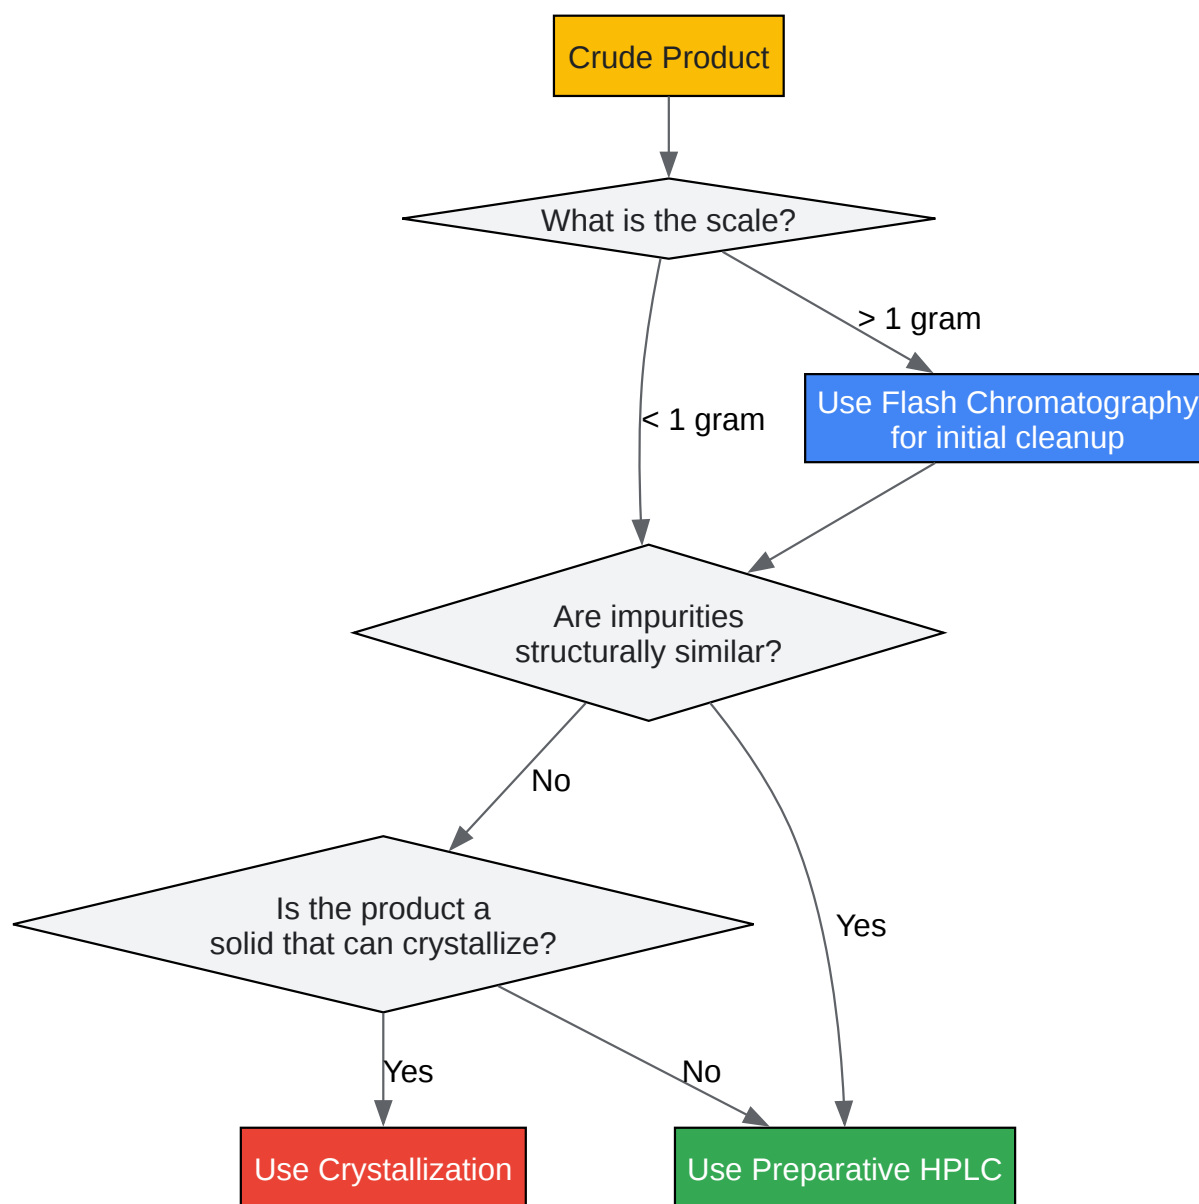 Crude Product
What is the scale?
> 1 gram
Use Flash Chromatography
for initial cleanup
< 1 gram
Are impurities
structurally similar?
No
Is the product a
solid that can crystallize?
Yes
Yes
No
Use Crystallization
Use Preparative HPLC